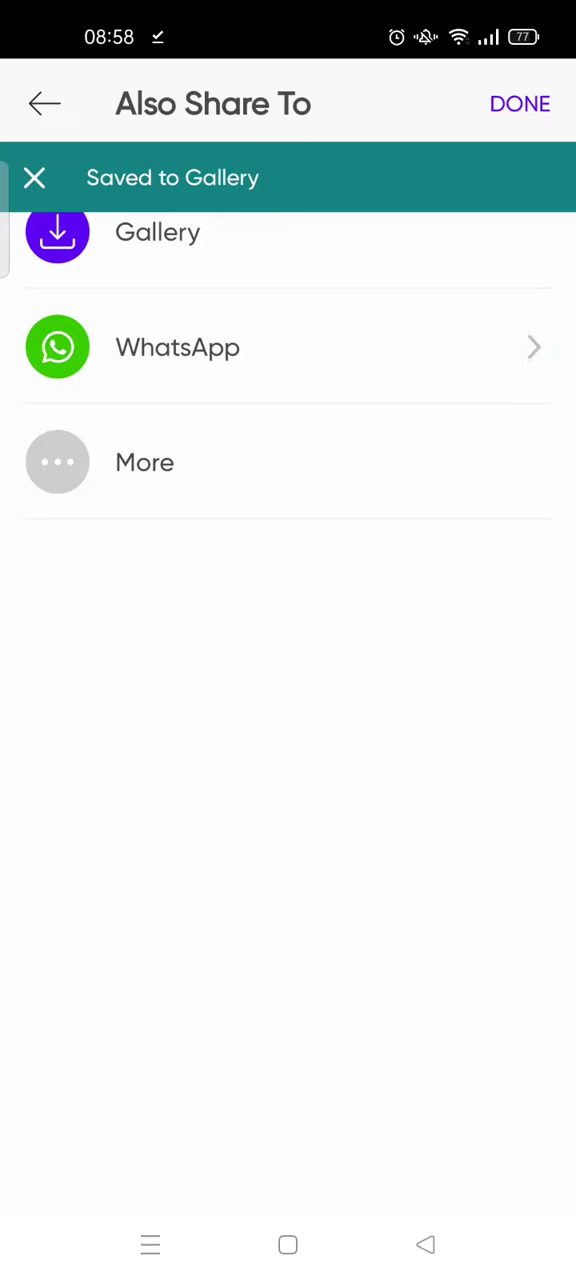 08:58
77
Also Share To
DONE
Saved to Gallery
Gallery
WhatsApp
More